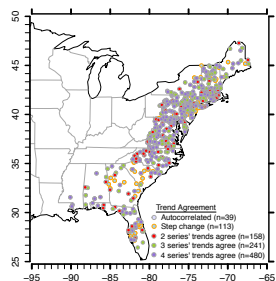 50
45
40
35
30
25
Trend Agreement
Autocorrelated (n=39)
Step change (n=113)
2 series' trends agree (n=158)
3 series' trends agree (n=241)
4 series' trends agree (n=480)
−95 −90 −85 −80 −75 −70 −65